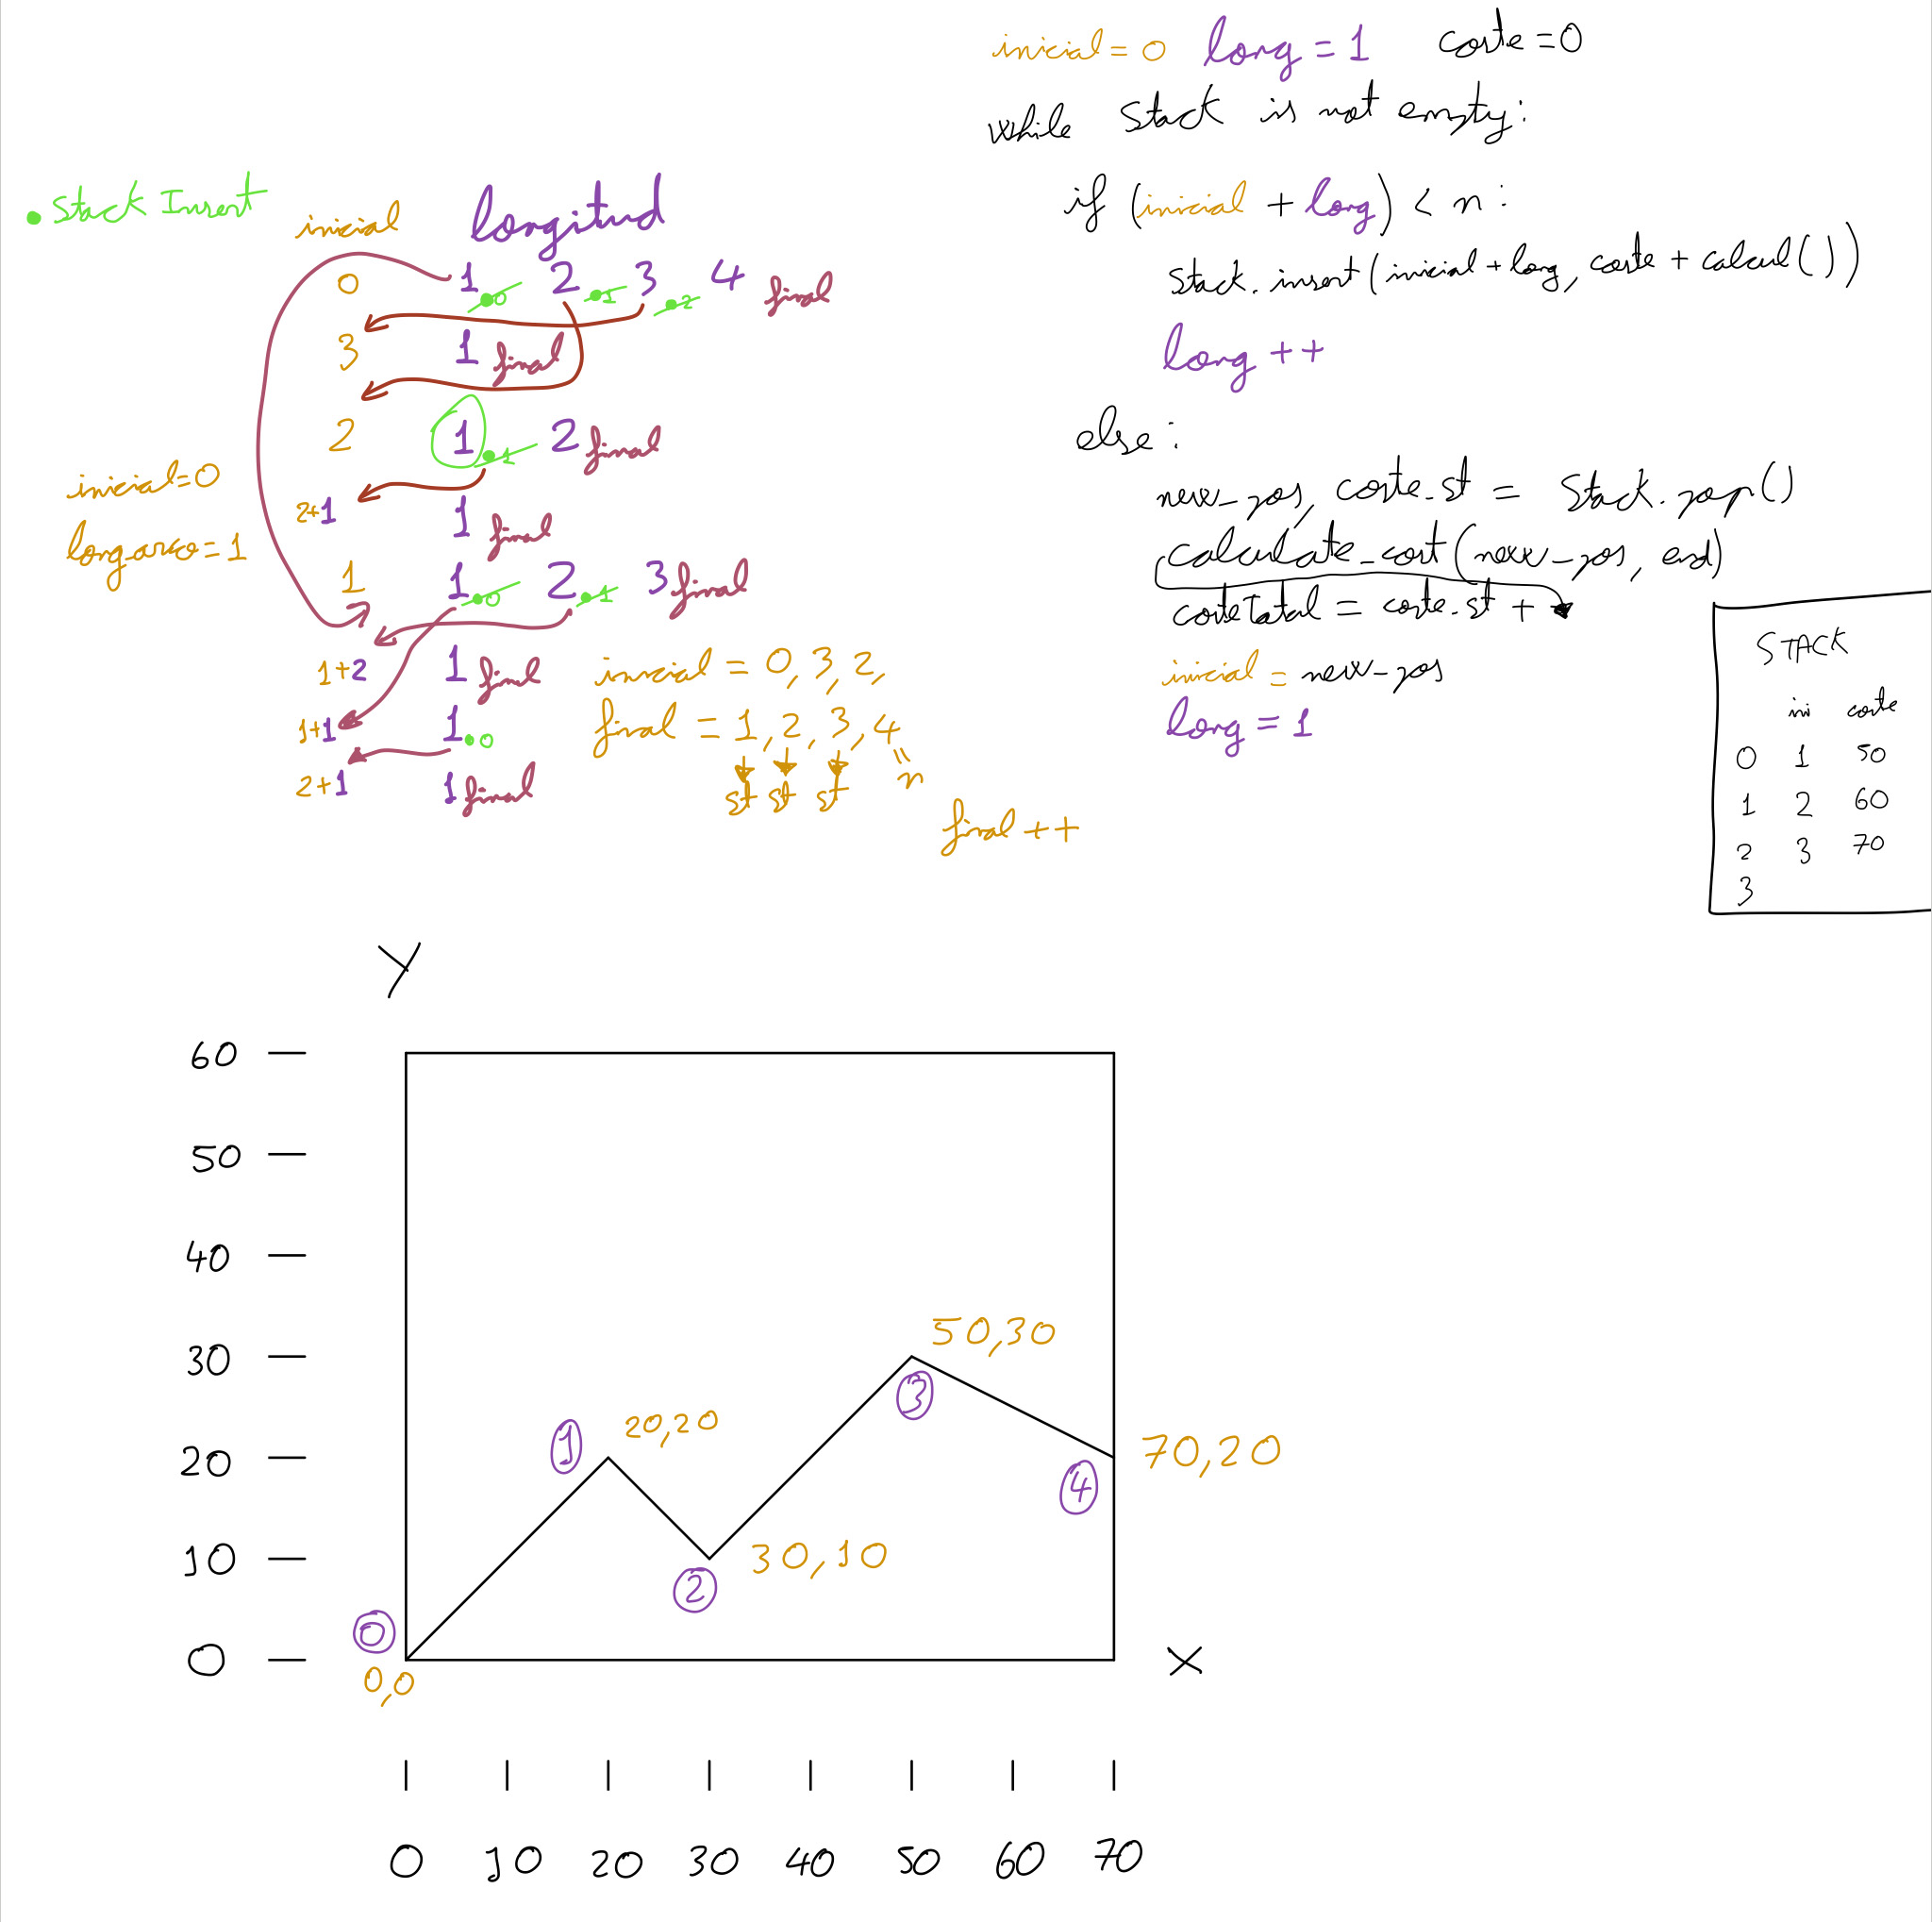 inicial = 0 long = 1 coste = 0
while Stack is not empty:
if (inicial + long) < n:
stack.insert(inicial + long, coste + calcul())
long ++
else:
new_pos, coste_st = Stack.pop()
calculate_cost(new_pos, end)
costeTotal = coste_st +
inicial = new_pos
long = 1
• stack Insert
inicial longitud
0 1 •0 2 •1 3 •2 4 final
3 1 final
2 1 •1 2 final
2+1 1 final
1 1 •0 2 •1 3 final
1+2 1 final
1+1 1 •0
2+1 1 final
inicial=0
long arco=1
inicial = 0, 3, 2,
final = 1, 2, 3, 4
st st st = n
final ++
STACK
ini coste
0 1 50
1 2 60
2 3 70
3
Y
60
50
40
30
20
10
0
50,30
3
1 20,20
70,20
4
30,10
2
0
0,0
X
0 10 20 30 40 50 60 70